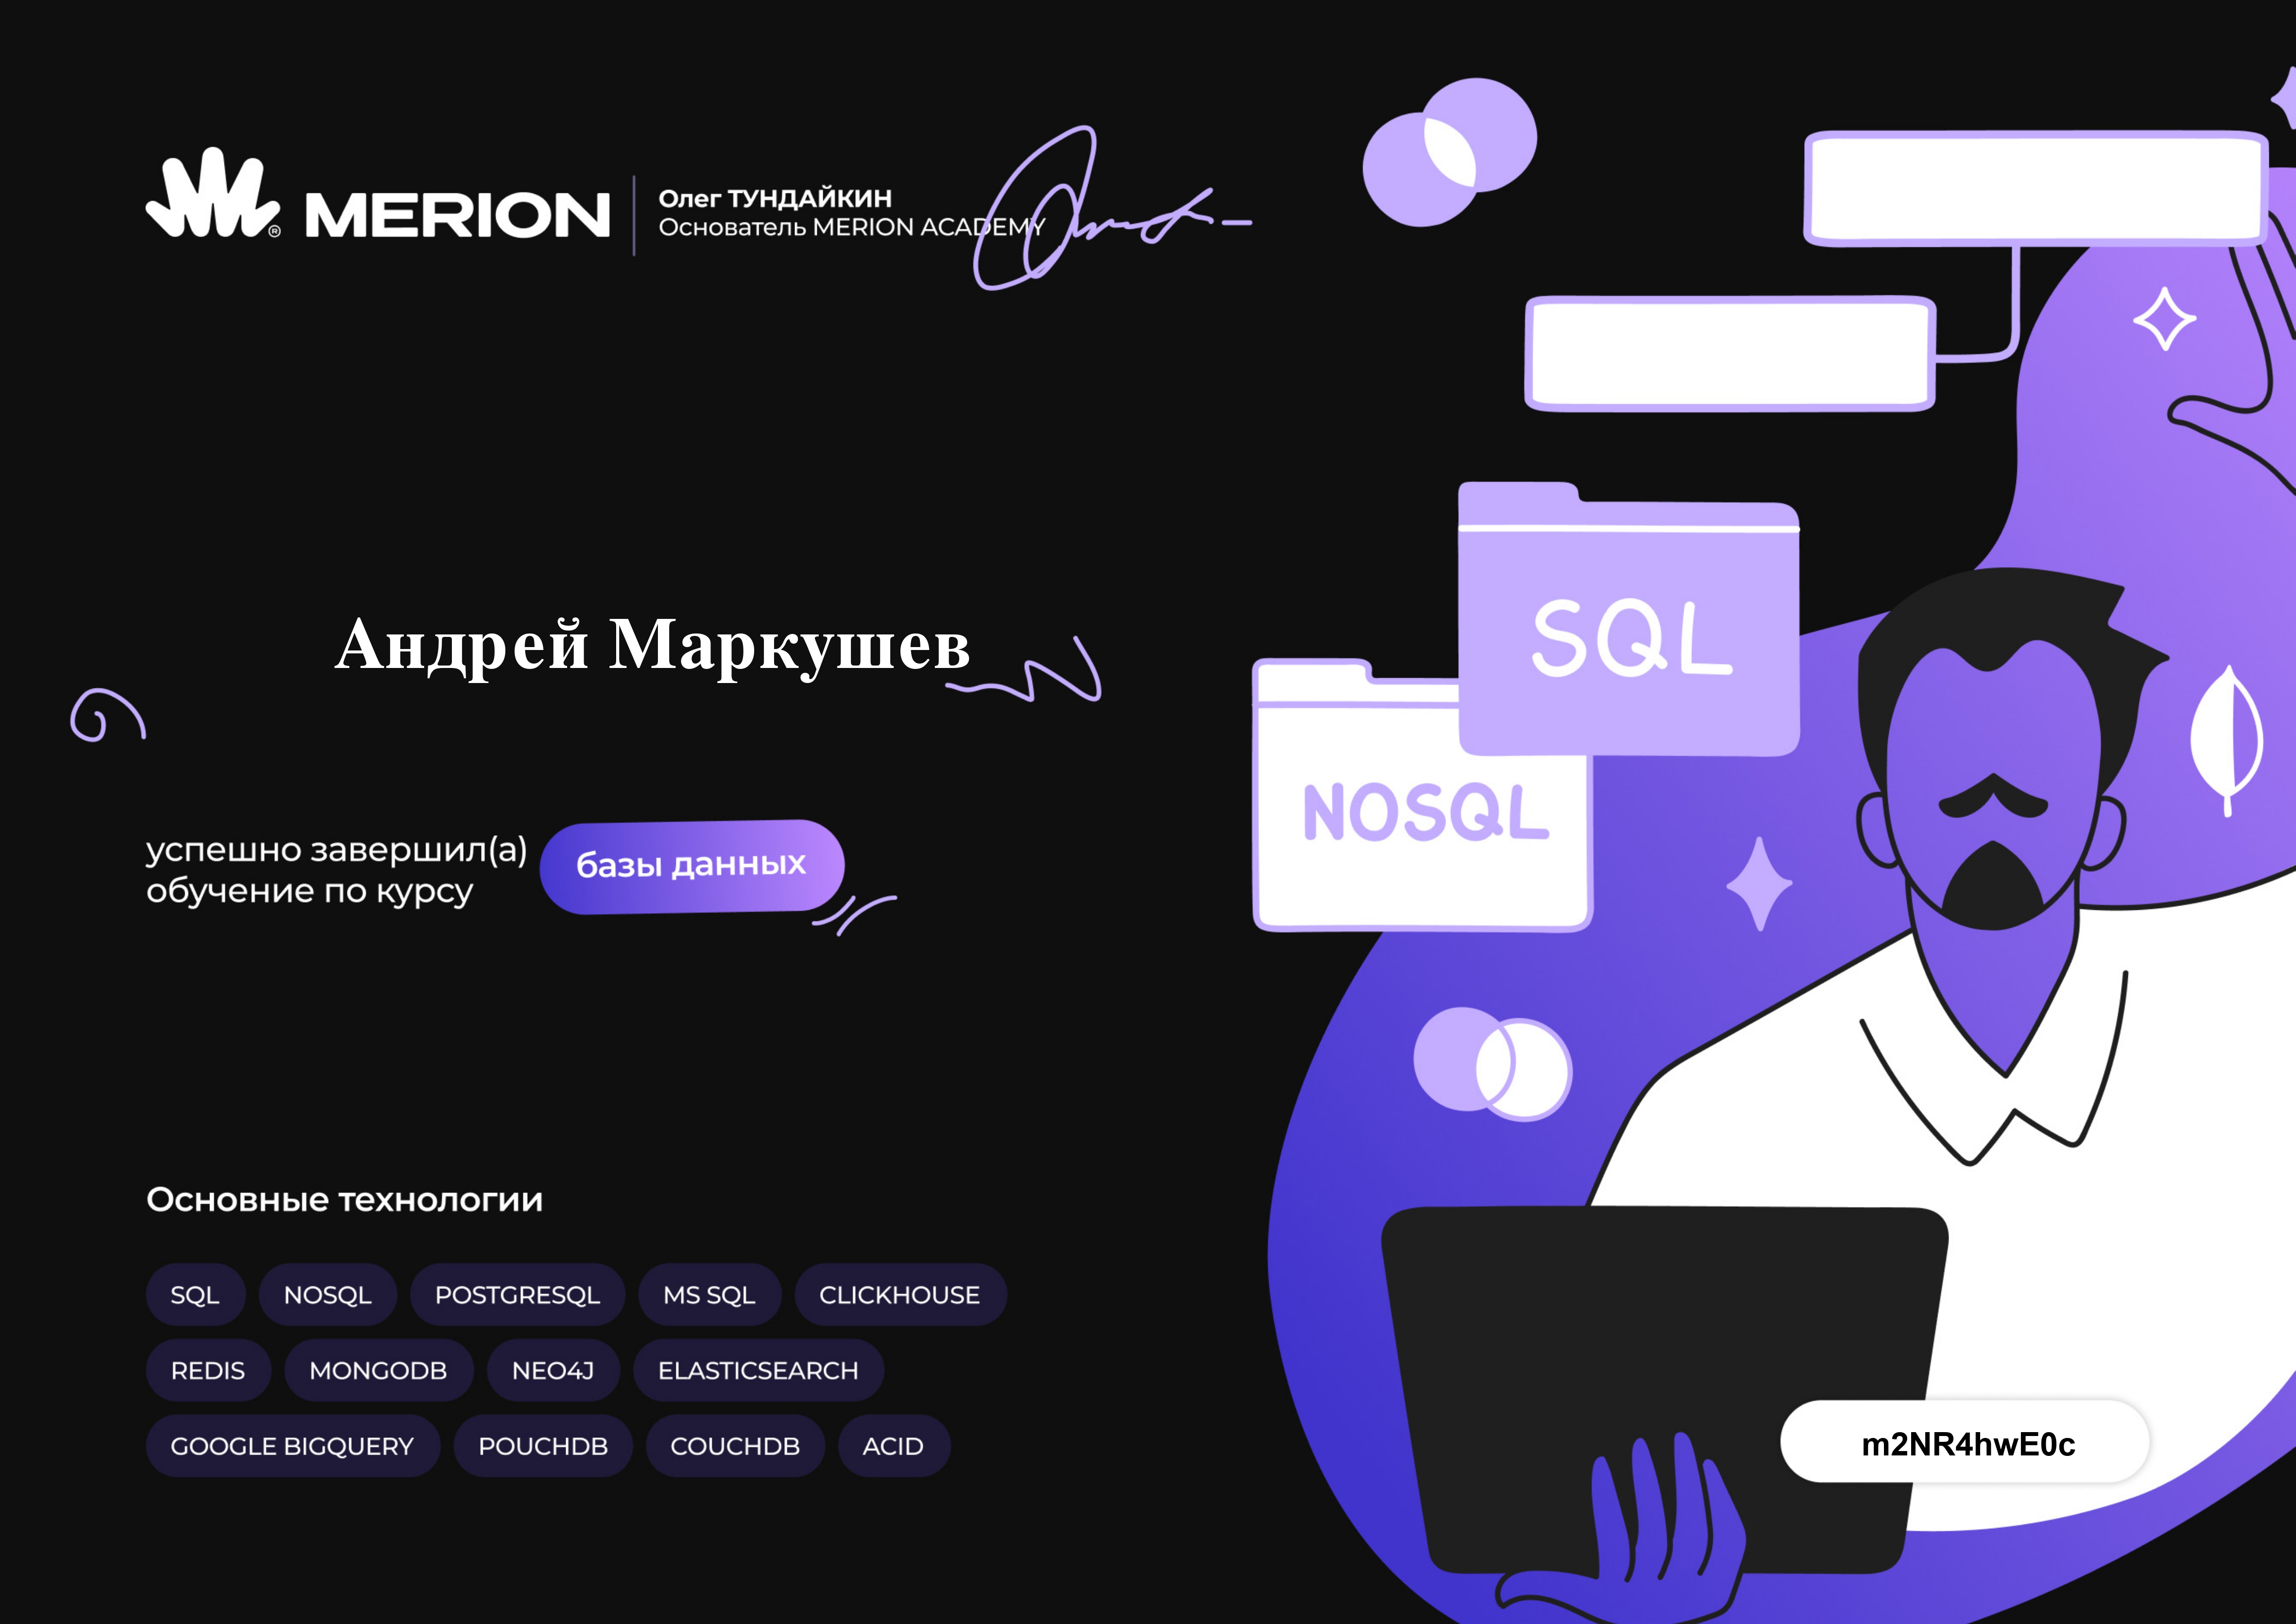 MERION
Олег ТУНДАЙКИН
Основатель MERION ACADEMY
SQL
Андрей Маркушев
NOSQL
успешно завершил(а)
обучение по курсу
базы данных
Основные технологии
SQL NOSQL POSTGRESQL MS SQL CLICKHOUSE
REDIS MONGODB NEO4J ELASTICSEARCH
GOOGLE BIGQUERY POUCHDB COUCHDB ACID
m2NR4hwE0c